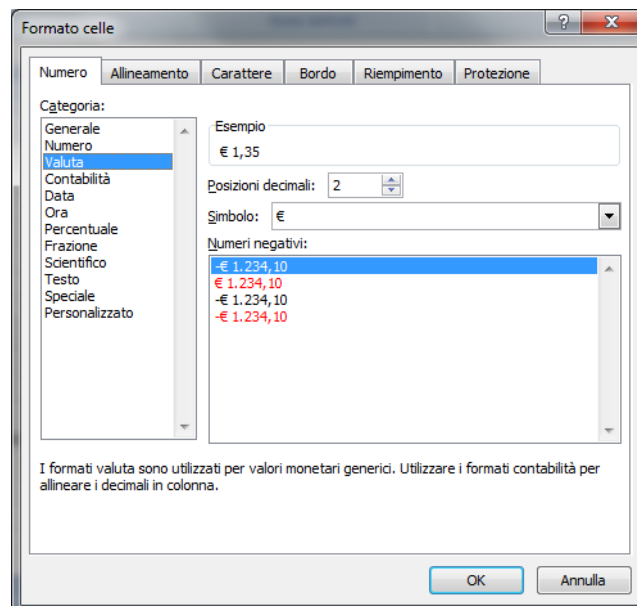 Formato celle
Numero Allineamento Carattere Bordo Riempimento Protezione
Categoria:
Generale
Numero
Valuta
Contabilità
Data
Ora
Percentuale
Frazione
Scientifico
Testo
Speciale
Personalizzato
Esempio
€ 1,35
Posizioni decimali: 2
Simbolo: €
Numeri negativi:
-€ 1.234,10
€ 1.234,10
-€ 1.234,10
-€ 1.234,10
I formati valuta sono utilizzati per valori monetari generici. Utilizzare i formati contabilità per
allineare i decimali in colonna.
OK Annulla